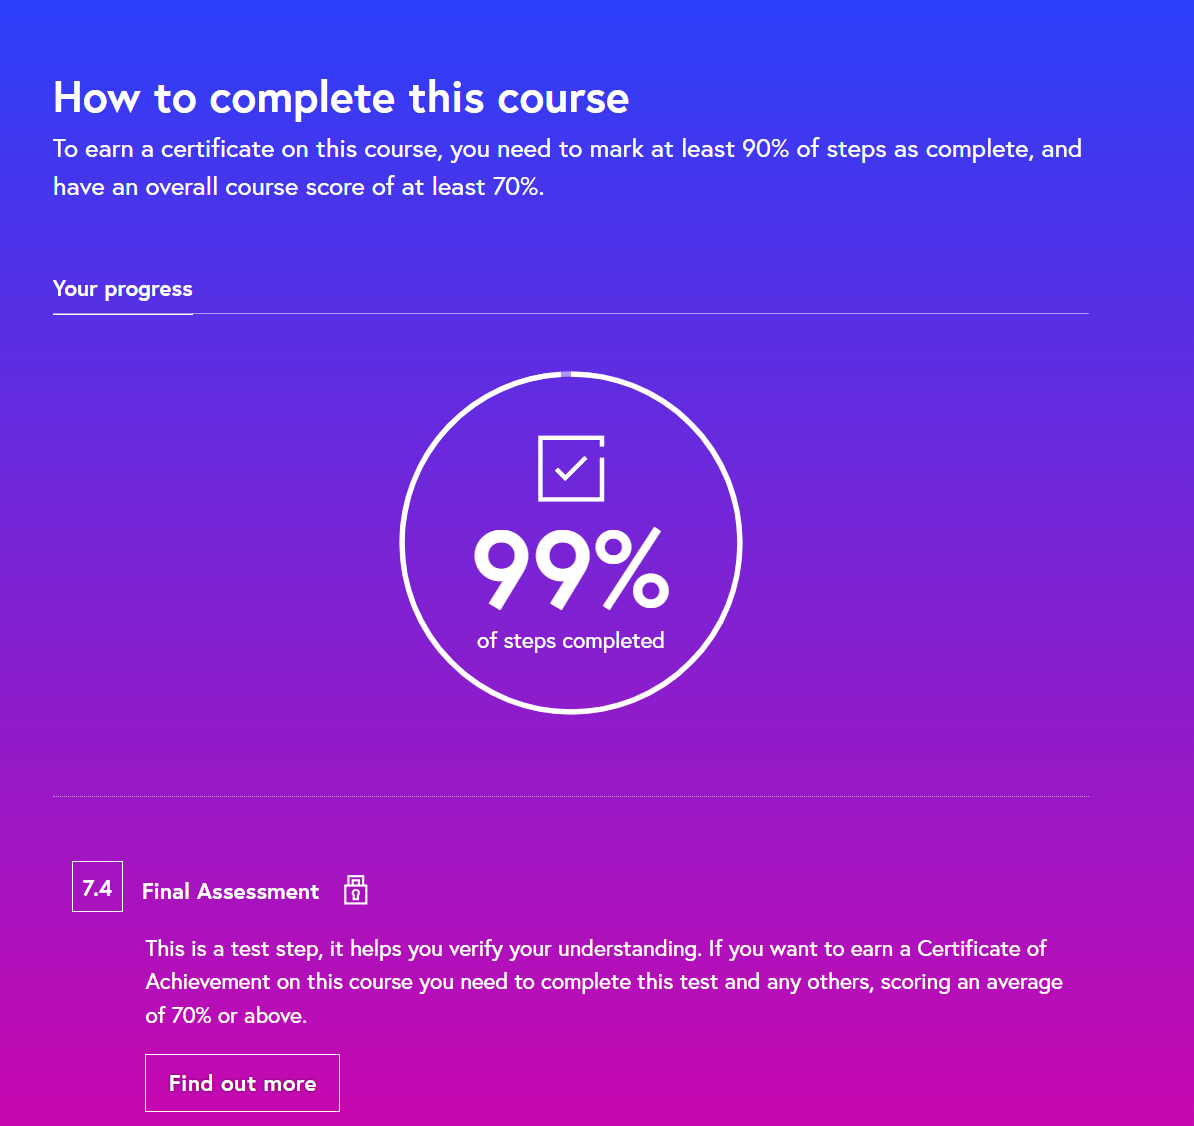 How to complete this course
To earn a certificate on this course, you need to mark at least 90% of steps as complete, and
have an overall course score of at least 70%.
Your progress
99%
of steps completed
7.4
Final Assessment
This is a test step, it helps you verify your understanding. If you want to earn a Certificate of
Achievement on this course you need to complete this test and any others, scoring an average
of 70% or above.
Find out more